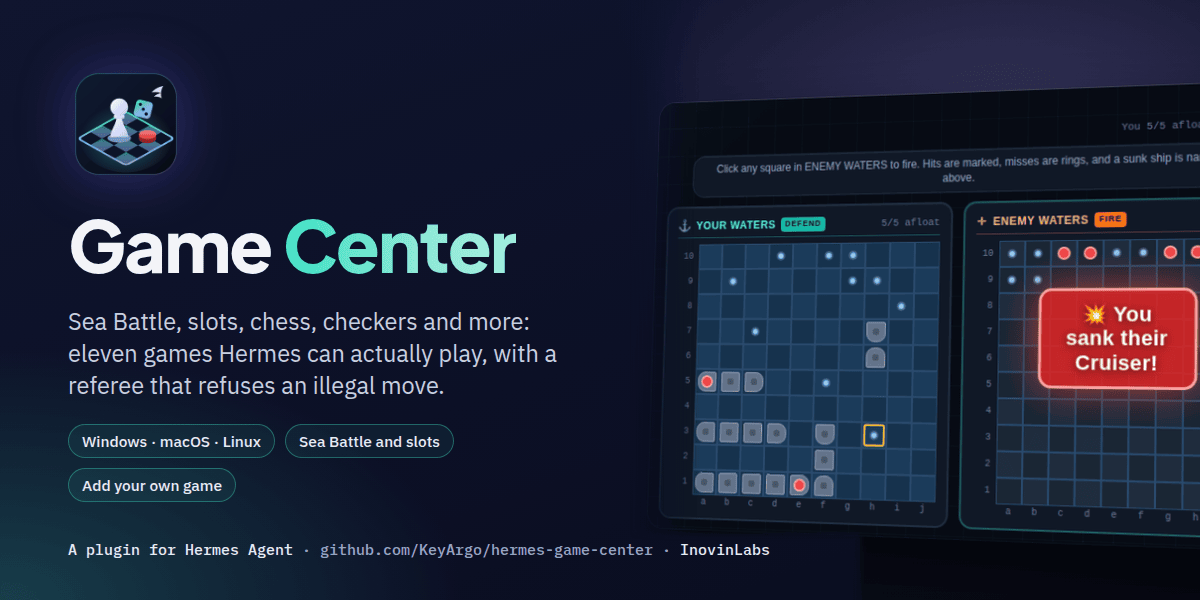 Game Center
Sea Battle, slots, chess, checkers and more:
eleven games Hermes can actually play, with a
referee that refuses an illegal move.
Windows · macOS · Linux
Sea Battle and slots
Add your own game
A plugin for Hermes Agent · github.com/KeyArgo/hermes-game-center · InovinLabs
You 5/5 afloa
Click any square in ENEMY WATERS to fire. Hits are marked, misses are rings, and a sunk ship is na
above.
YOUR WATERS DEFEND 5/5 afloat
10
9
8
7
6
5
4
3
2
1
a b c d e f g h i j
ENEMY WATERS FIRE
10
9
8
7
6
5
4
3
2
1
a b c d e f g h
💥 You
sank their
Cruiser!